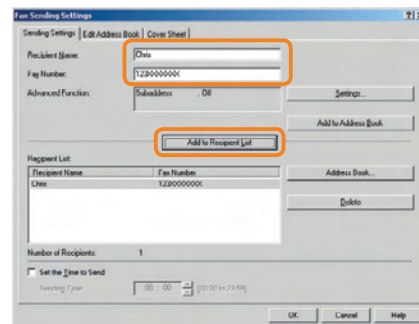 Fax Sending Settings
Sending Settings Edit Address Book Cover Sheet
Recipient Name: Chris
Fax Number:
Advanced Function: Subaddress : Off Settings...
Add to Address Book
Add to Recipient List
Recipient List:
Recipient Name Fax Number
Chris
Address Book...
Delete
Number of Recipients: 1
Set the Time to Send
Sending Time: 00 : 00 [00:00 to 23:59]
OK Cancel Help